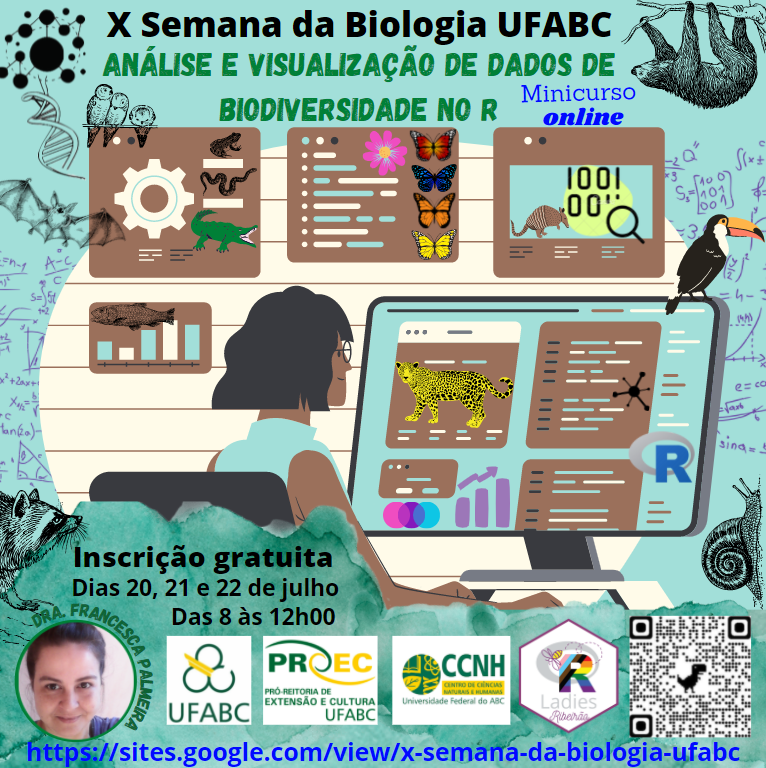 X Semana da Biologia UFABC
ANÁLISE E VISUALIZAÇÃO DE DADOS DE
BIODIVERSIDADE NO R
Minicurso
online
1001
00"
A-C
Q
R
Inscrição gratuita
Dias 20, 21 e 22 de julho
Das 8 às 12h00
DRA. FRANCESCA PALMEIRA
UFABC
PROEC
PRÓ-REITORIA DE
EXTENSÃO E CULTURA
UFABC
CCNH
CENTRO DE CIÊNCIAS
NATURAIS E HUMANAS
Universidade Federal do ABC
R
Ladies
Ribeirão
https://sites.google.com/view/x-semana-da-biologia-ufabc